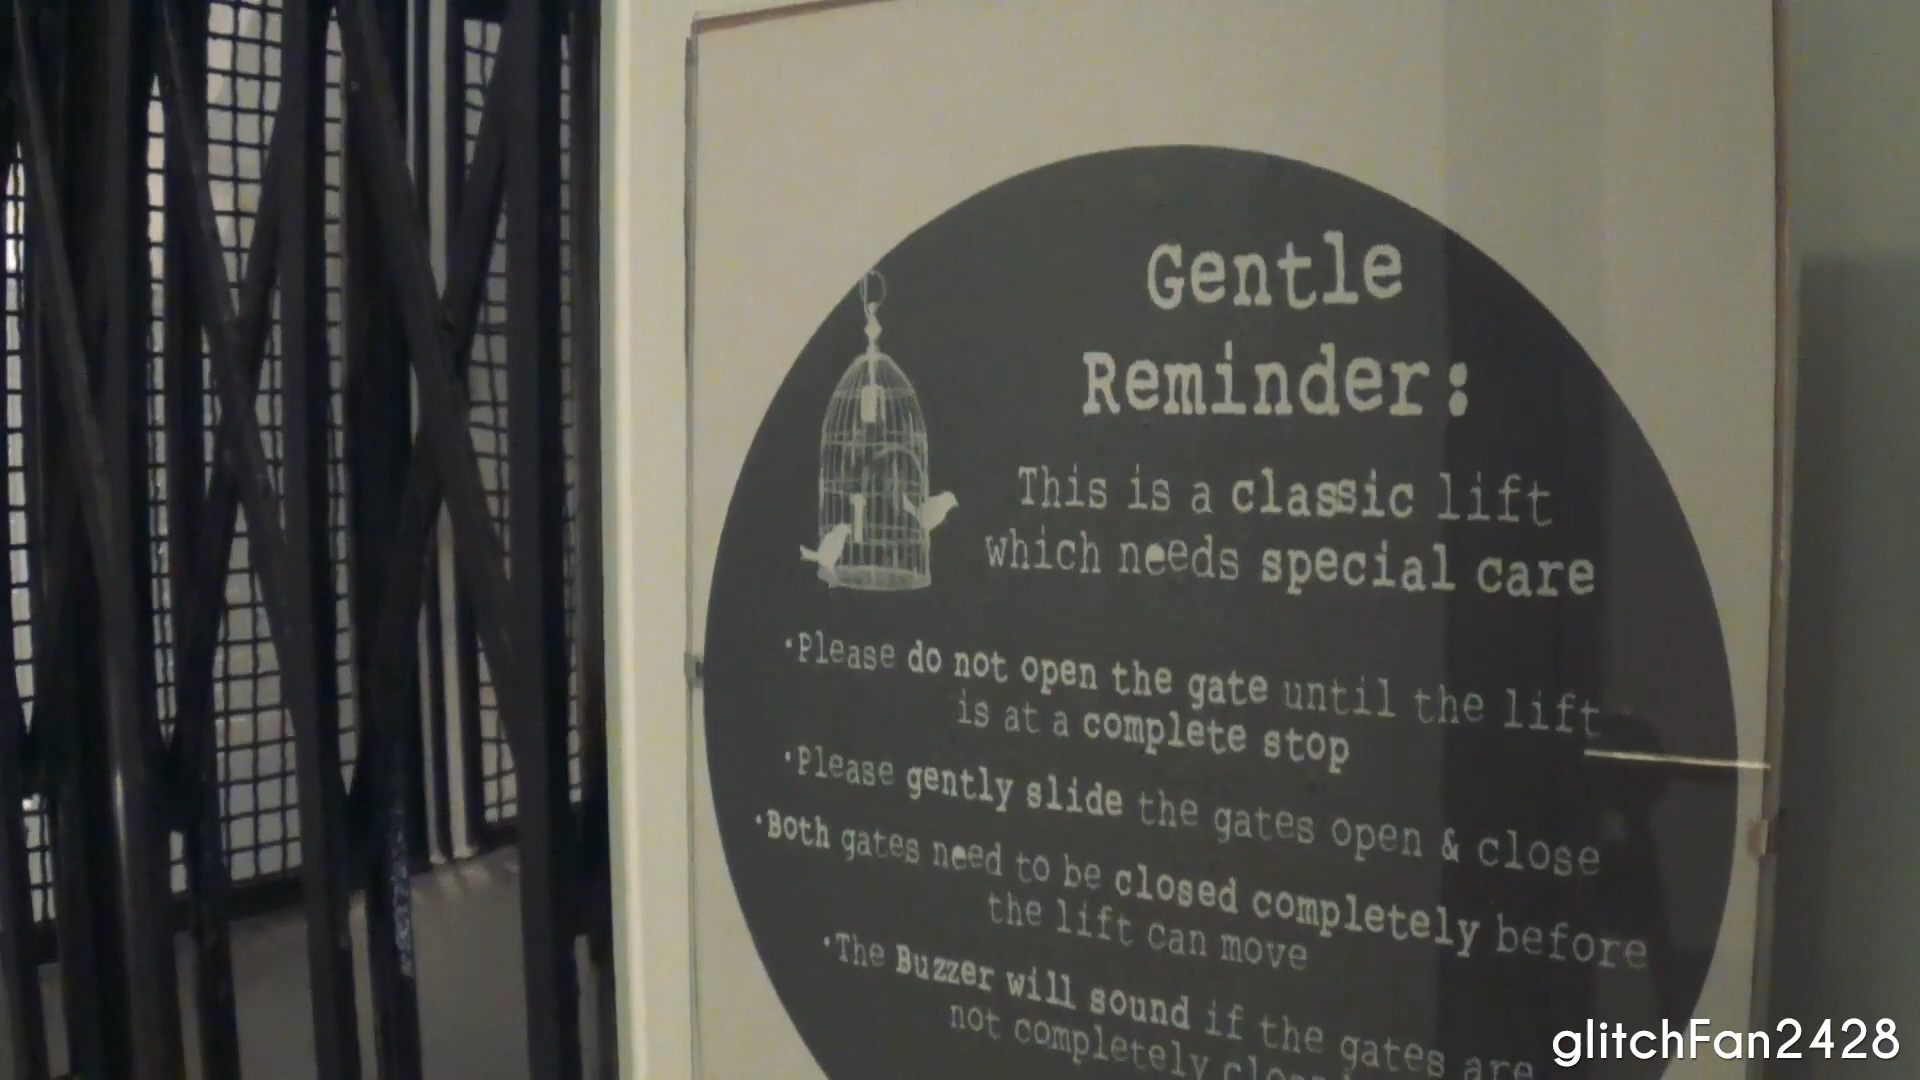 Gentle
Reminder:
This is a classic lift
which needs special care
·Please do not open the gate until the lift
is at a complete stop
·Please gently slide the gates open & close
·Both gates need to be closed completely before
the lift can move
·The Buzzer will sound if the gates are
not completely
glitchFan2428